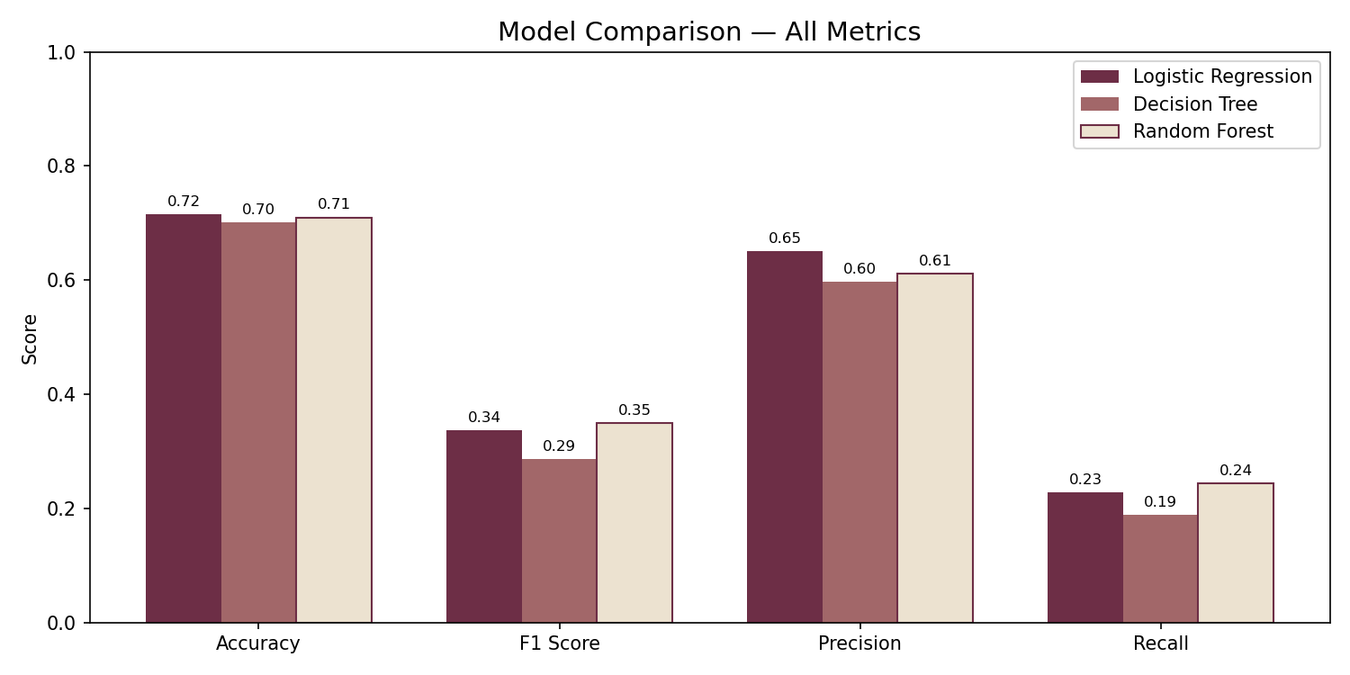 Model Comparison — All Metrics
1.0
0.8
0.6
0.4
0.2
0.0
Score
Logistic Regression
Decision Tree
Random Forest
0.72
0.70
0.71
0.34
0.29
0.35
0.65
0.60
0.61
0.23
0.19
0.24
Accuracy
F1 Score
Precision
Recall